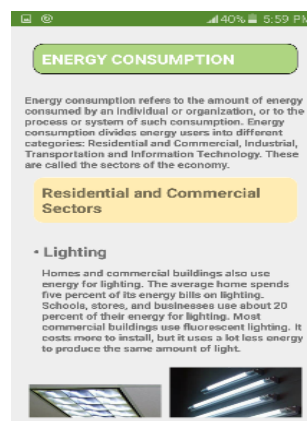 40% 5:59 PM
ENERGY CONSUMPTION
Energy consumption refers to the amount of energy
consumed by an individual or organization, or to the
process or system of such consumption. Energy
consumption divides energy users into different
categories: Residential and Commercial, Industrial,
Transportation and Information Technology. These
are called the sectors of the economy.
Residential and Commercial
Sectors
• Lighting
Homes and commercial buildings also use
energy for lighting. The average home spends
five percent of its energy bills on lighting.
Schools, stores, and businesses use about 20
percent of their energy for lighting. Most
commercial buildings use fluorescent lighting. It
costs more to install, but it uses a lot less energy
to produce the same amount of light.